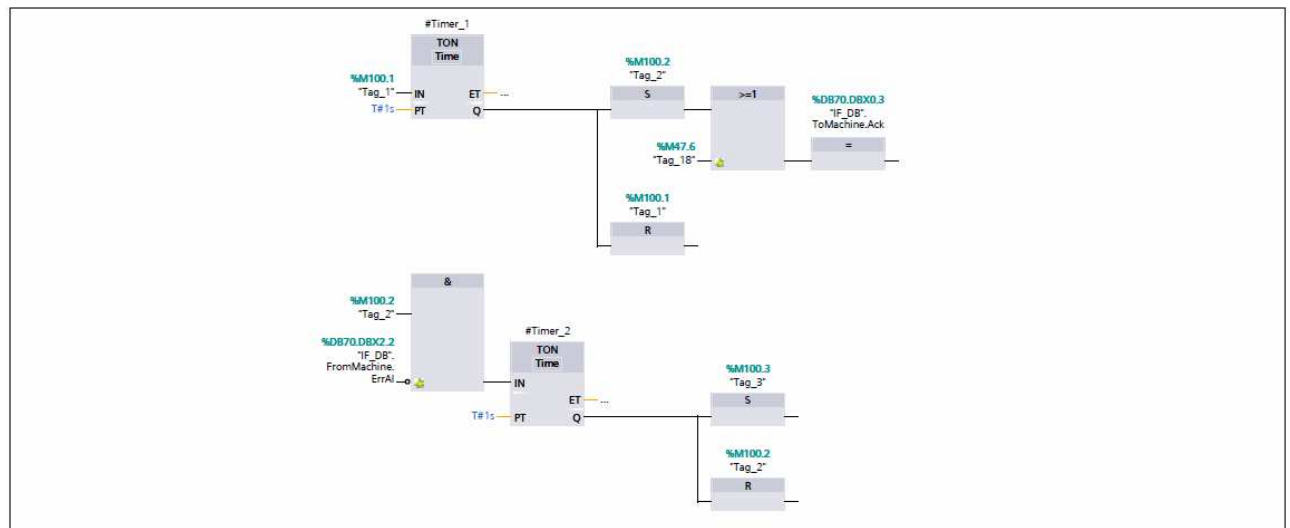 #Timer_1
TON
Time
%M100.1
"Tag_1"
IN
ET
...
T#1s
PT
Q
%M100.2
"Tag_2"
S
>=1
%M47.6
"Tag_18"
%DB70.DBX0.3
"IF_DB".
ToMachine.Ack
=
%M100.1
"Tag_1"
R
&
%M100.2
"Tag_2"
%DB70.DBX2.2
"IF_DB".
FromMachine.
ErrAl
#Timer_2
TON
Time
IN
ET
...
T#1s
PT
Q
%M100.3
"Tag_3"
S
%M100.2
"Tag_2"
R